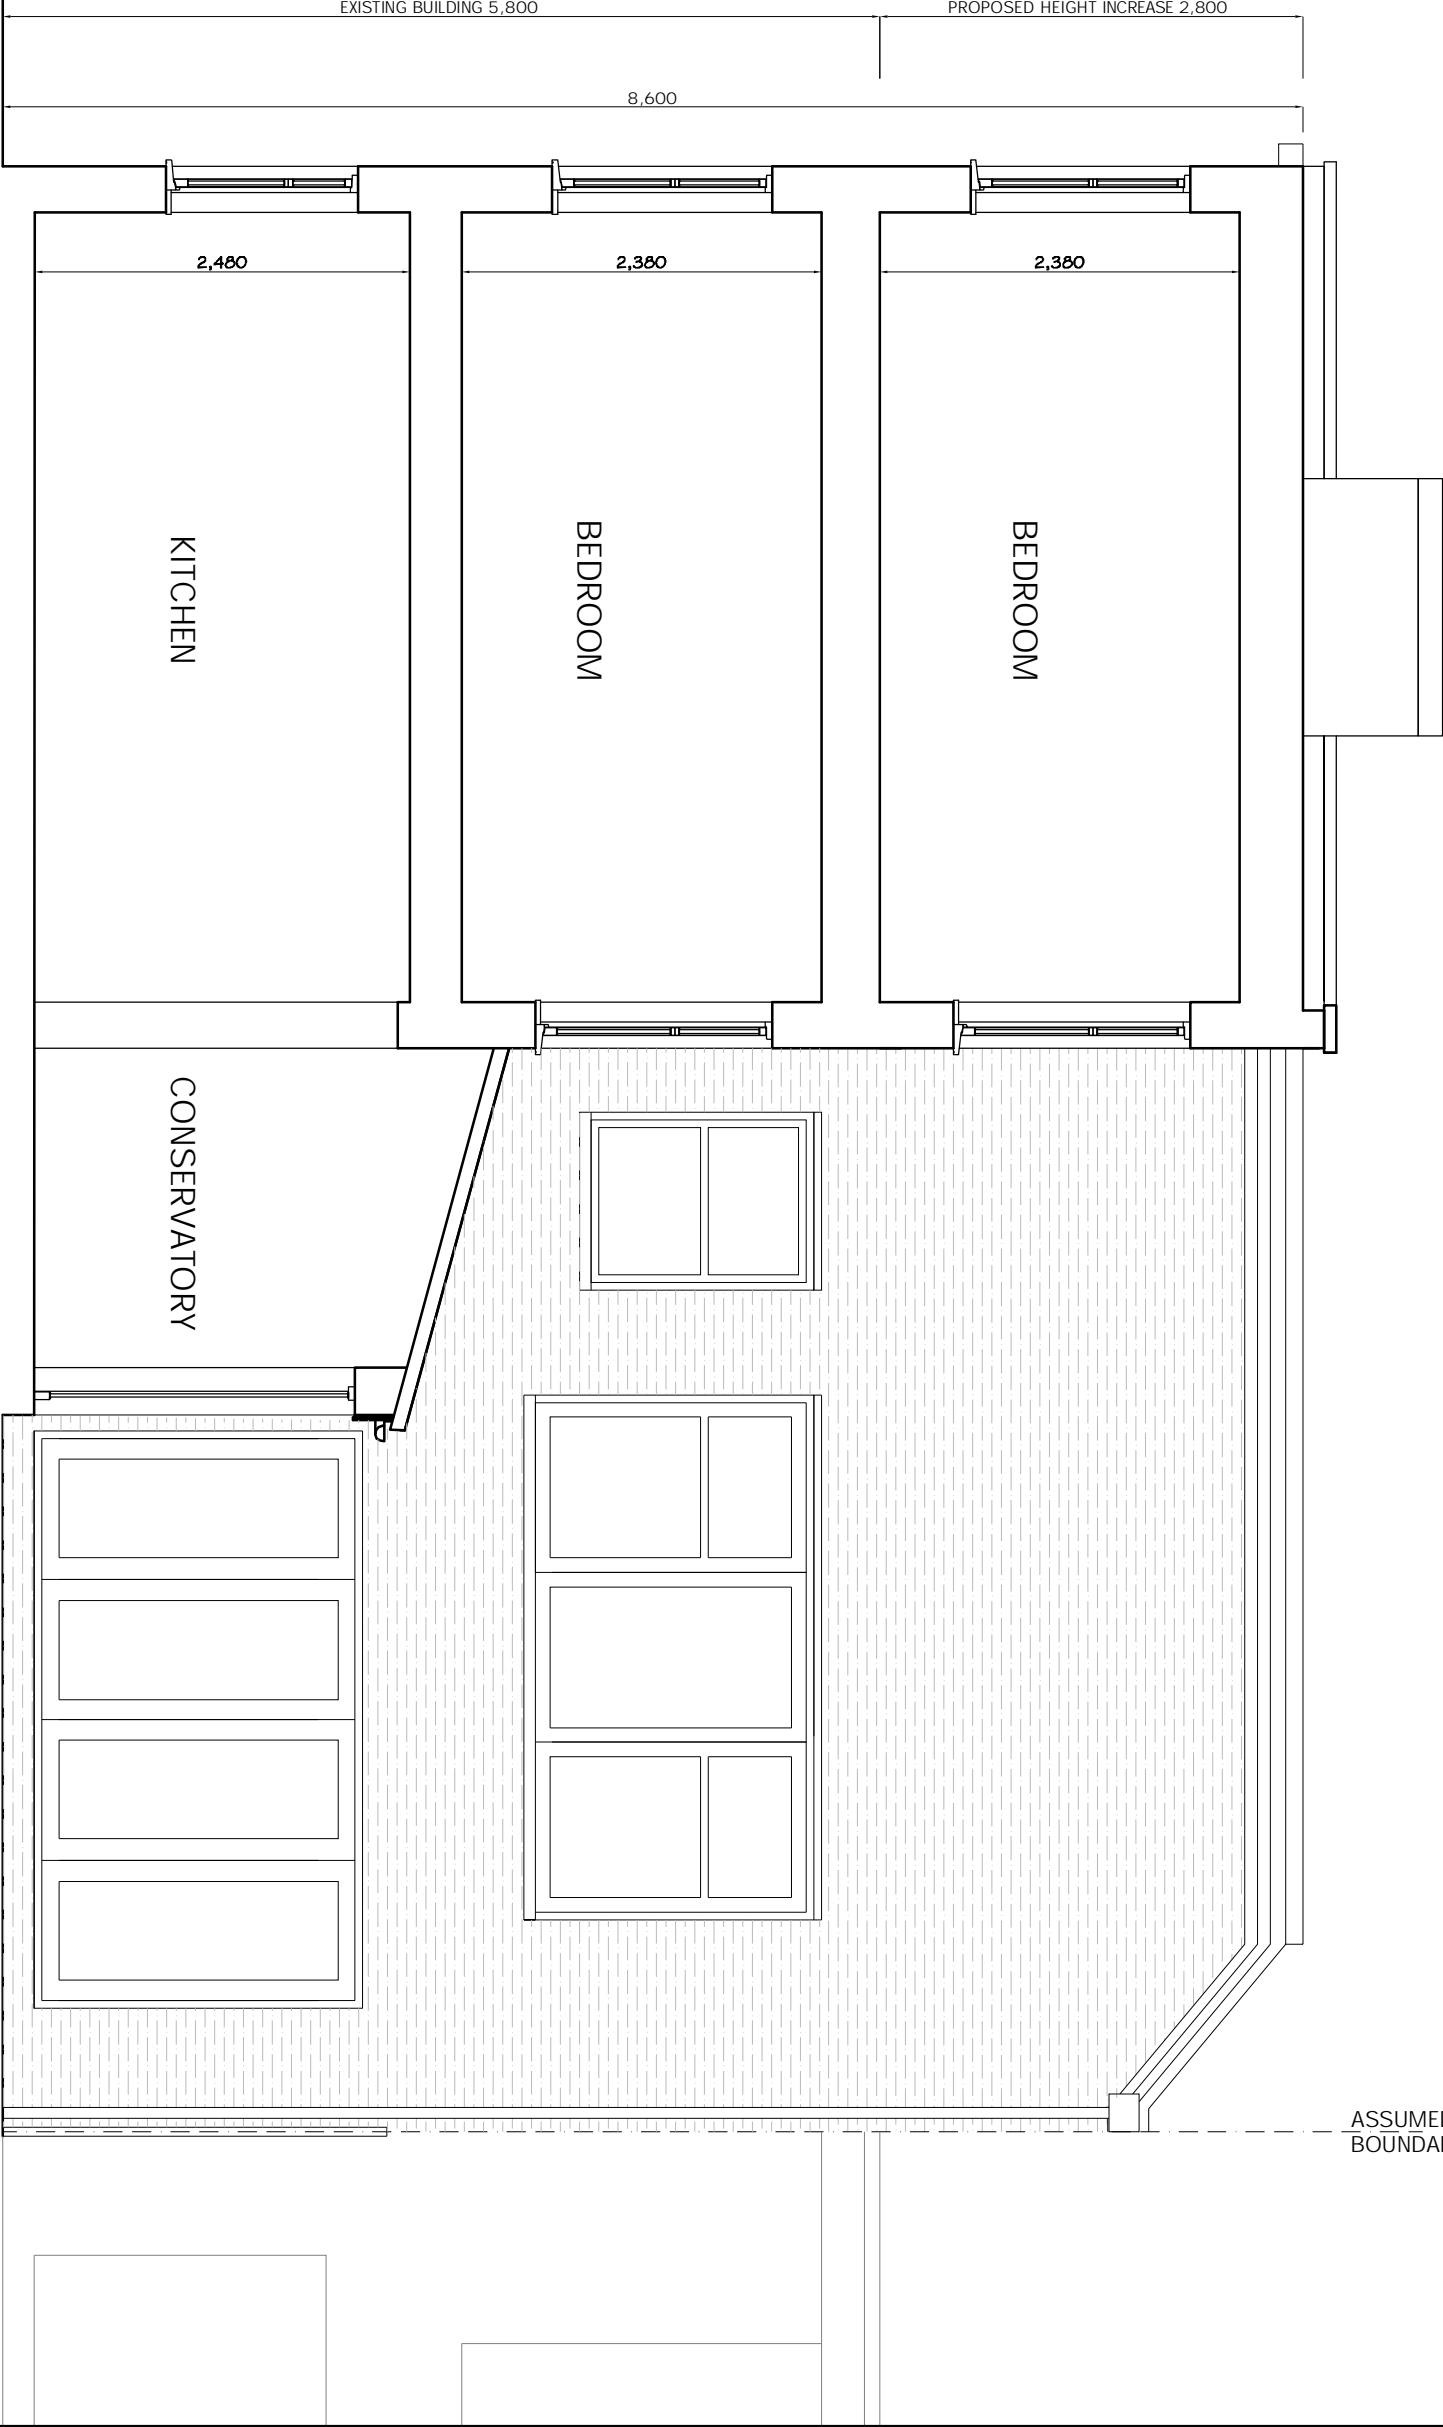 EXISTING BUILDING 5,800
PROPOSED HEIGHT INCREASE 2,800
8,600
2,480
2,380
2,380
KITCHEN
BEDROOM
BEDROOM
CONSERVATORY